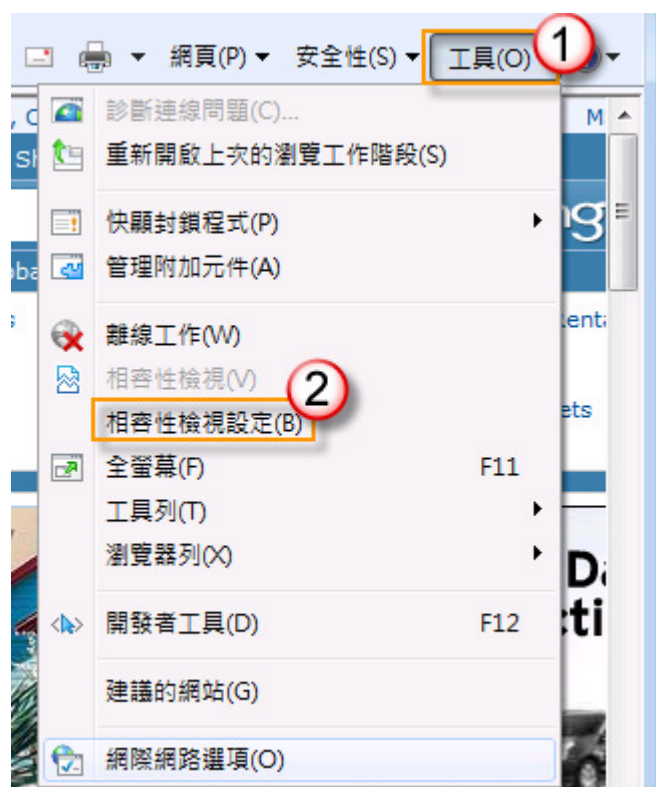 網頁(P) 安全性(S) 工具(O) 1
診斷連線問題(C)...
重新開啟上次的瀏覽工作階段(S)
快顯封鎖程式(P)
管理附加元件(A)
離線工作(W)
相容性檢視(V)
2
相容性檢視設定(B)
全螢幕(F) F11
工具列(T)
瀏覽器列(X)
開發者工具(D) F12
建議的網站(G)
網際網路選項(O)